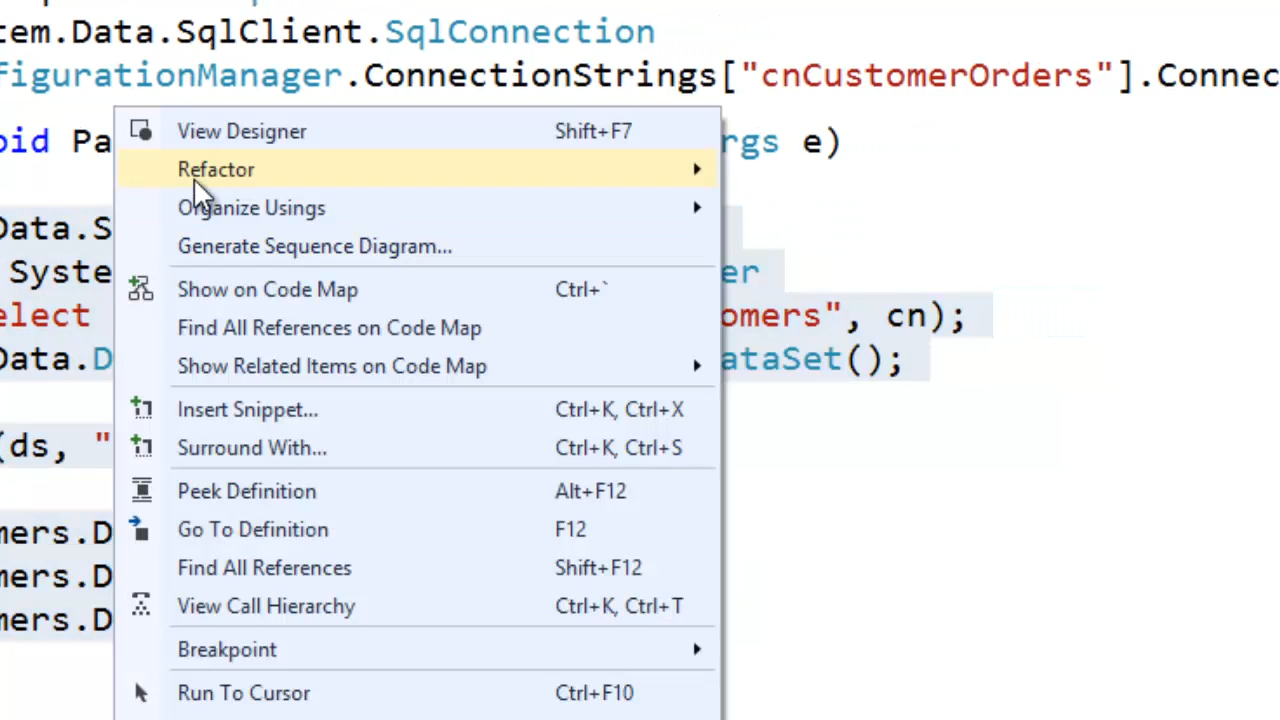 tem.Data.SqlClient.SqlConnection
figurationManager.ConnectionStrings["cnCustomerOrders"].Connec
oid Pa
rgs e)
View Designer Shift+F7
Refactor
Organize Usings
Generate Sequence Diagram...
Show on Code Map Ctrl+`
Find All References on Code Map
Show Related Items on Code Map
Insert Snippet... Ctrl+K, Ctrl+X
Surround With... Ctrl+K, Ctrl+S
Peek Definition Alt+F12
Go To Definition F12
Find All References Shift+F12
View Call Hierarchy Ctrl+K, Ctrl+T
Breakpoint
Run To Cursor Ctrl+F10
Data.S
Syste
er
elect
omers", cn);
Data.D
ataSet();
(ds, "
mers.D
mers.D
mers.D